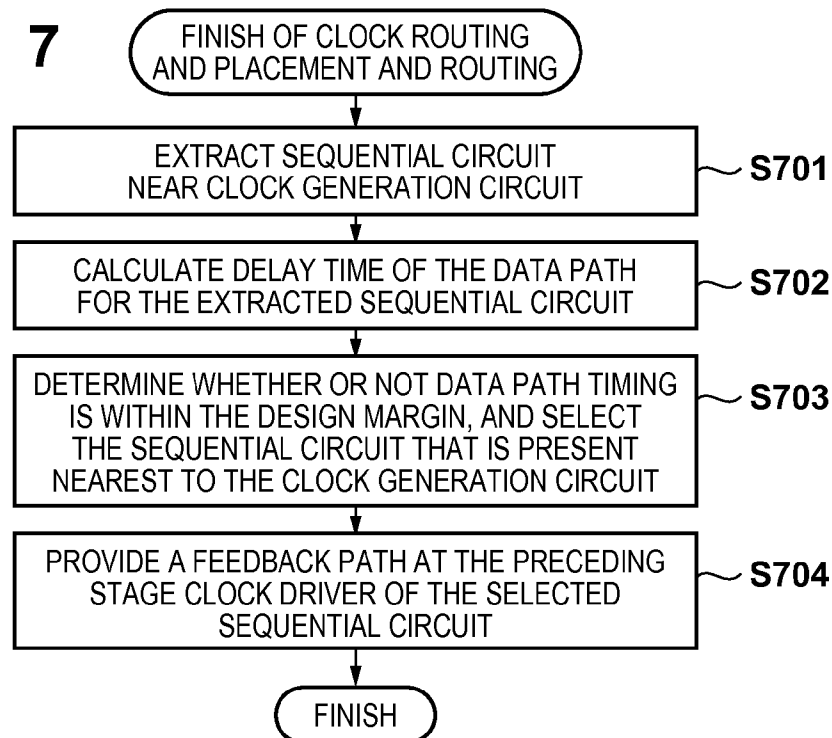 7
FINISH OF CLOCK ROUTING
AND PLACEMENT AND ROUTING
EXTRACT SEQUENTIAL CIRCUIT
NEAR CLOCK GENERATION CIRCUIT
S701
CALCULATE DELAY TIME OF THE DATA PATH
FOR THE EXTRACTED SEQUENTIAL CIRCUIT
S702
DETERMINE WHETHER OR NOT DATA PATH TIMING
IS WITHIN THE DESIGN MARGIN, AND SELECT
THE SEQUENTIAL CIRCUIT THAT IS PRESENT
NEAREST TO THE CLOCK GENERATION CIRCUIT
S703
PROVIDE A FEEDBACK PATH AT THE PRECEDING
STAGE CLOCK DRIVER OF THE SELECTED
SEQUENTIAL CIRCUIT
S704
FINISH